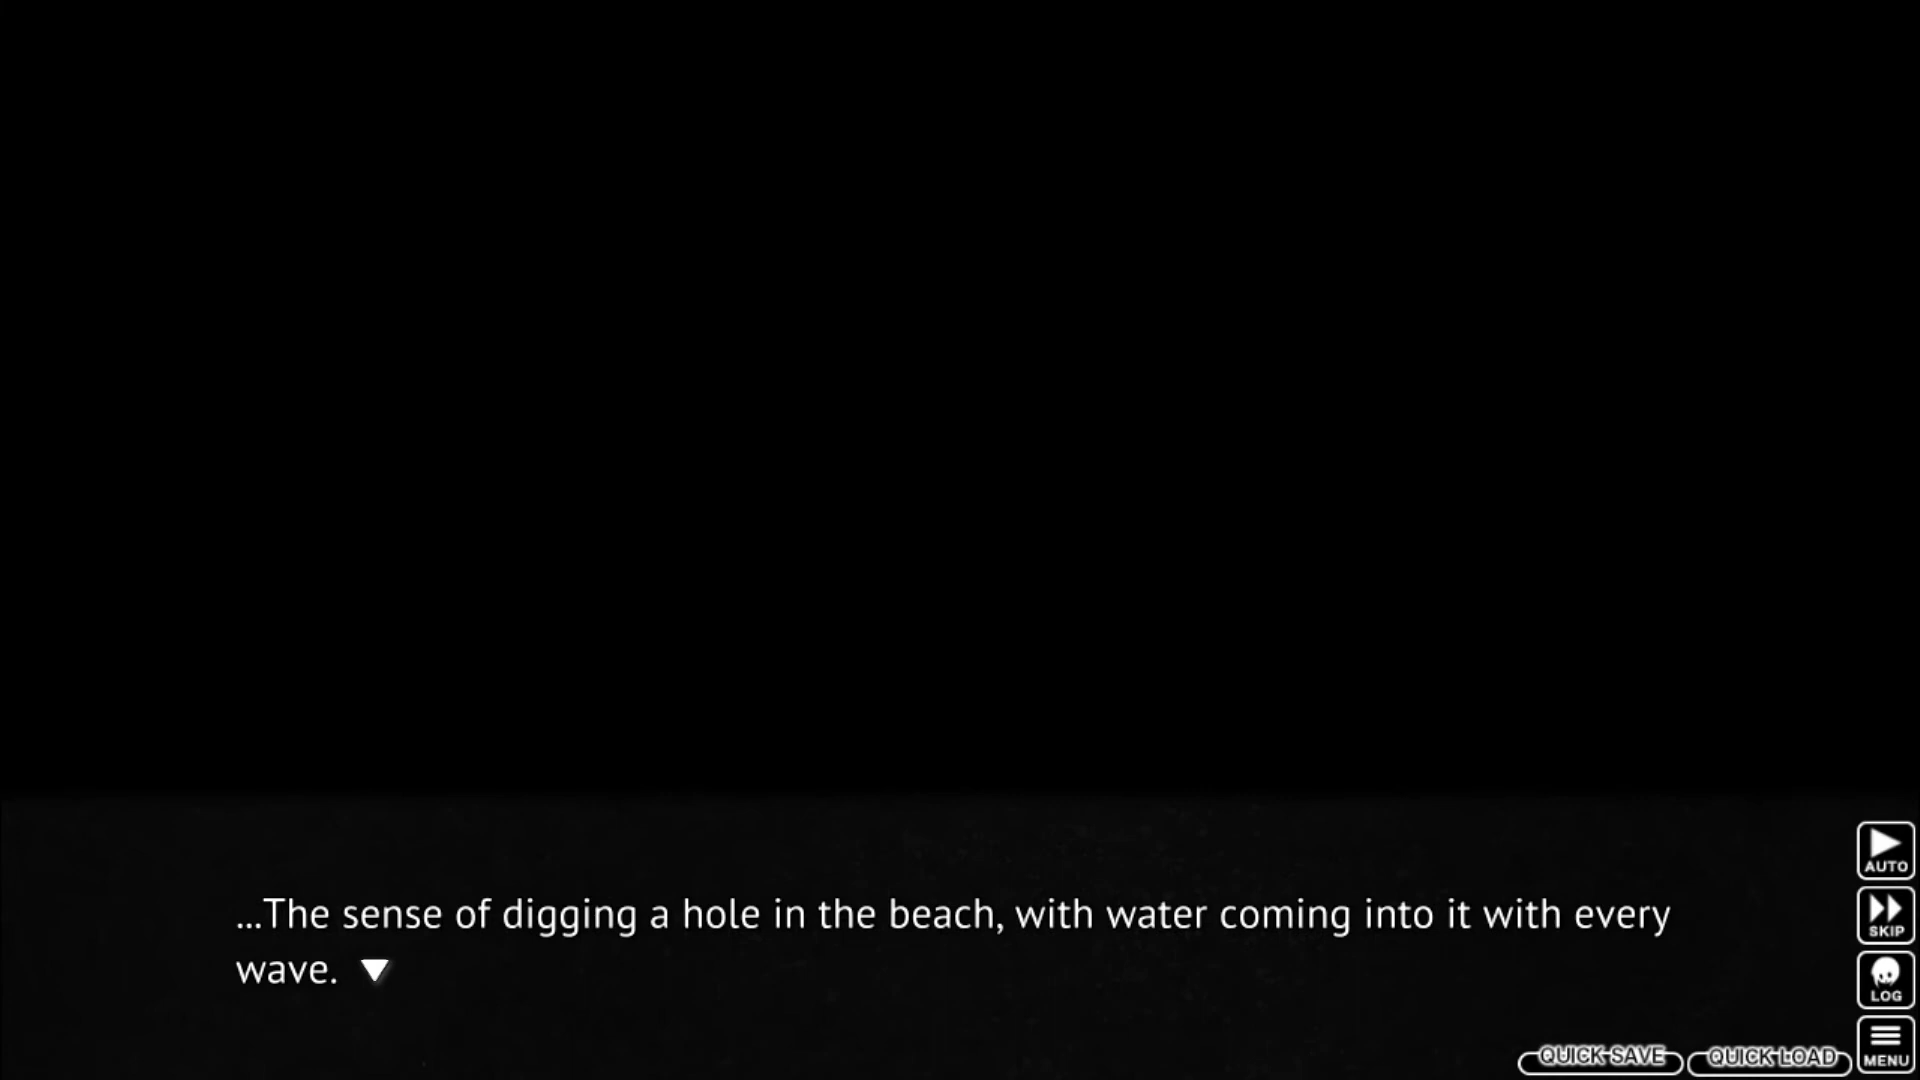 ...The sense of digging a hole in the beach, with water coming into it with every
wave.
AUTO
SKIP
LOG
MENU
QUICK SAVE QUICK LOAD